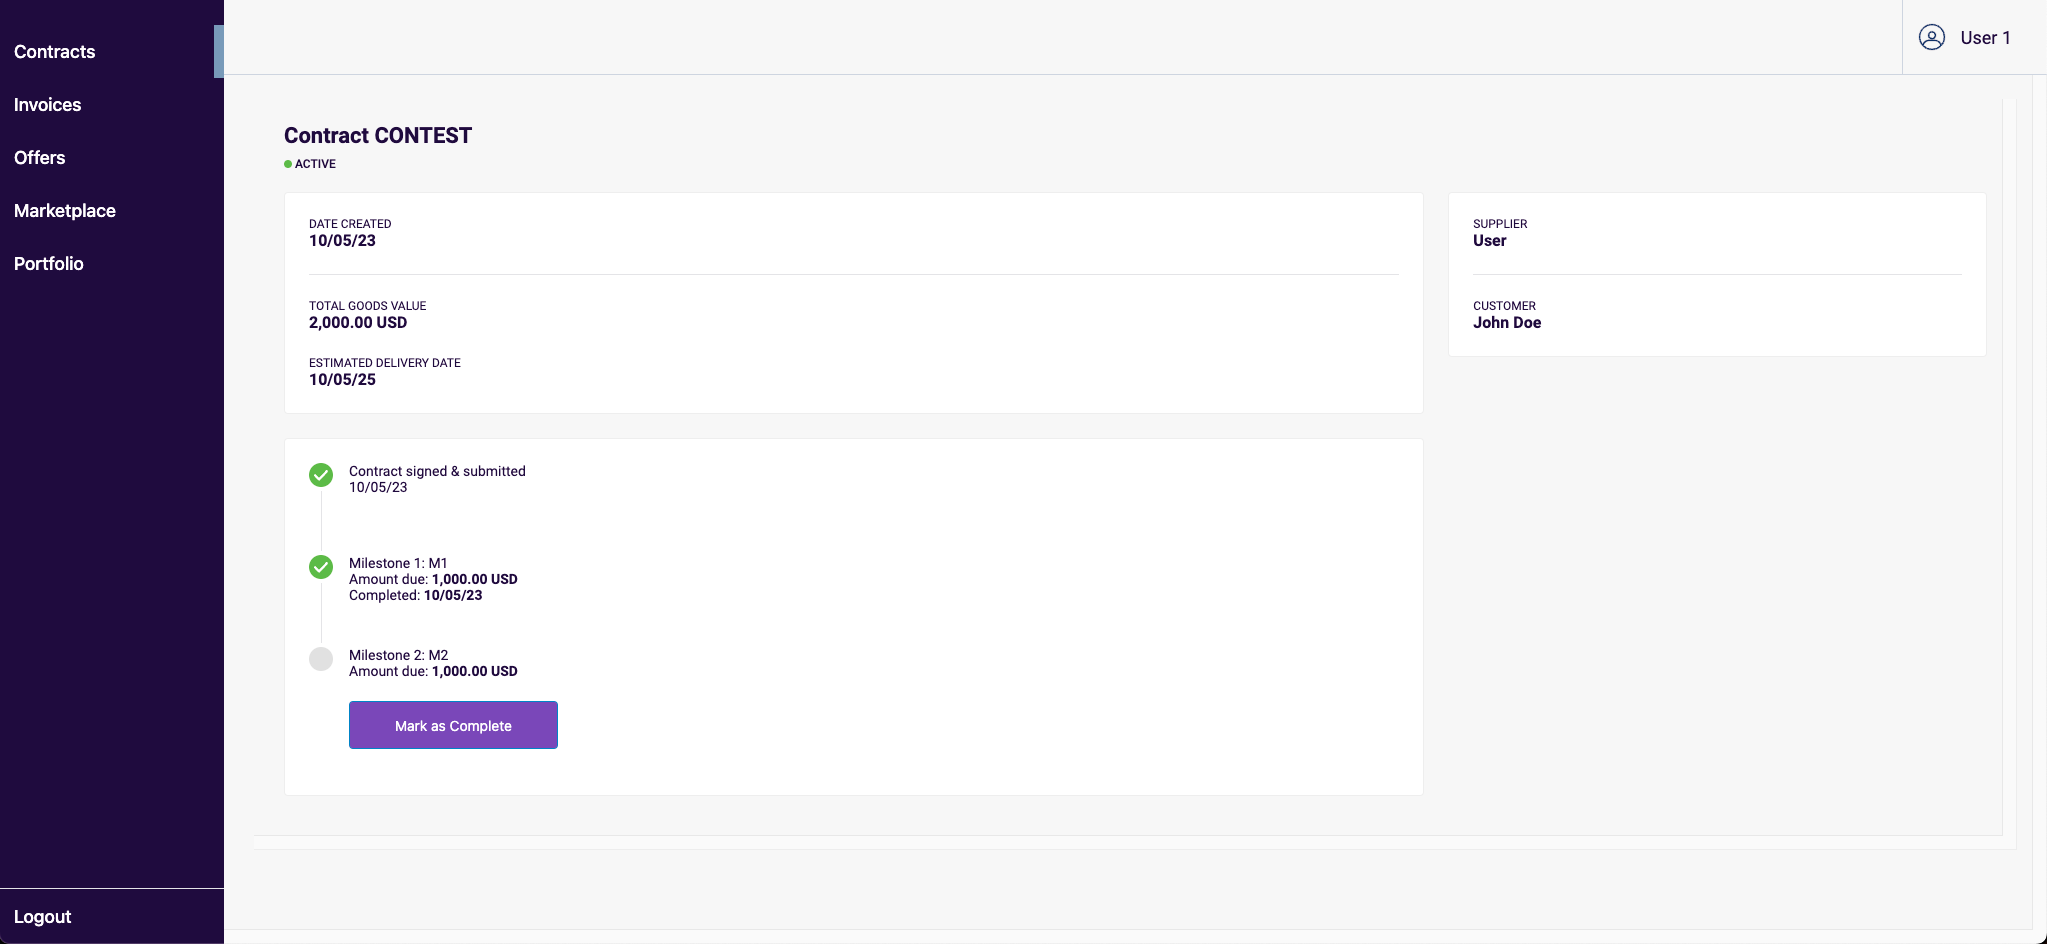 Contracts
Invoices
Offers
Marketplace
Portfolio
Logout
User 1
Contract CONTEST
ACTIVE
DATE CREATED
10/05/23
TOTAL GOODS VALUE
2,000.00 USD
ESTIMATED DELIVERY DATE
10/05/25
SUPPLIER
User
CUSTOMER
John Doe
Contract signed & submitted
10/05/23
Milestone 1: M1
Amount due: 1,000.00 USD
Completed: 10/05/23
Milestone 2: M2
Amount due: 1,000.00 USD
Mark as Complete